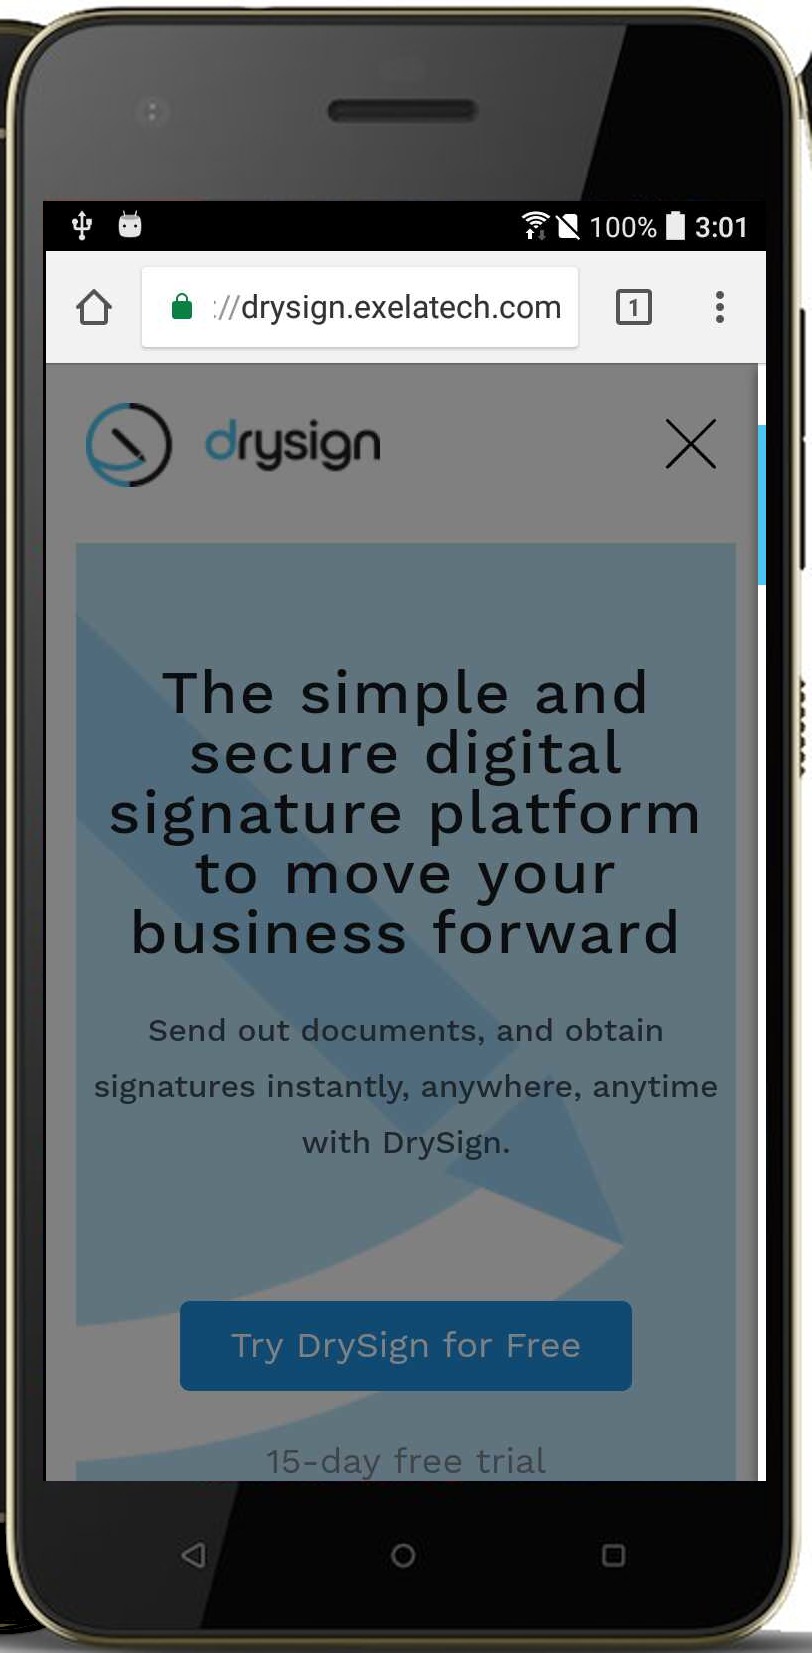 100% 3:01
://drysign.exelatech.com 1
drysign
The simple and
secure digital
signature platform
to move your
business forward
Send out documents, and obtain
signatures instantly, anywhere, anytime
with DrySign.
Try DrySign for Free
15-day free trial